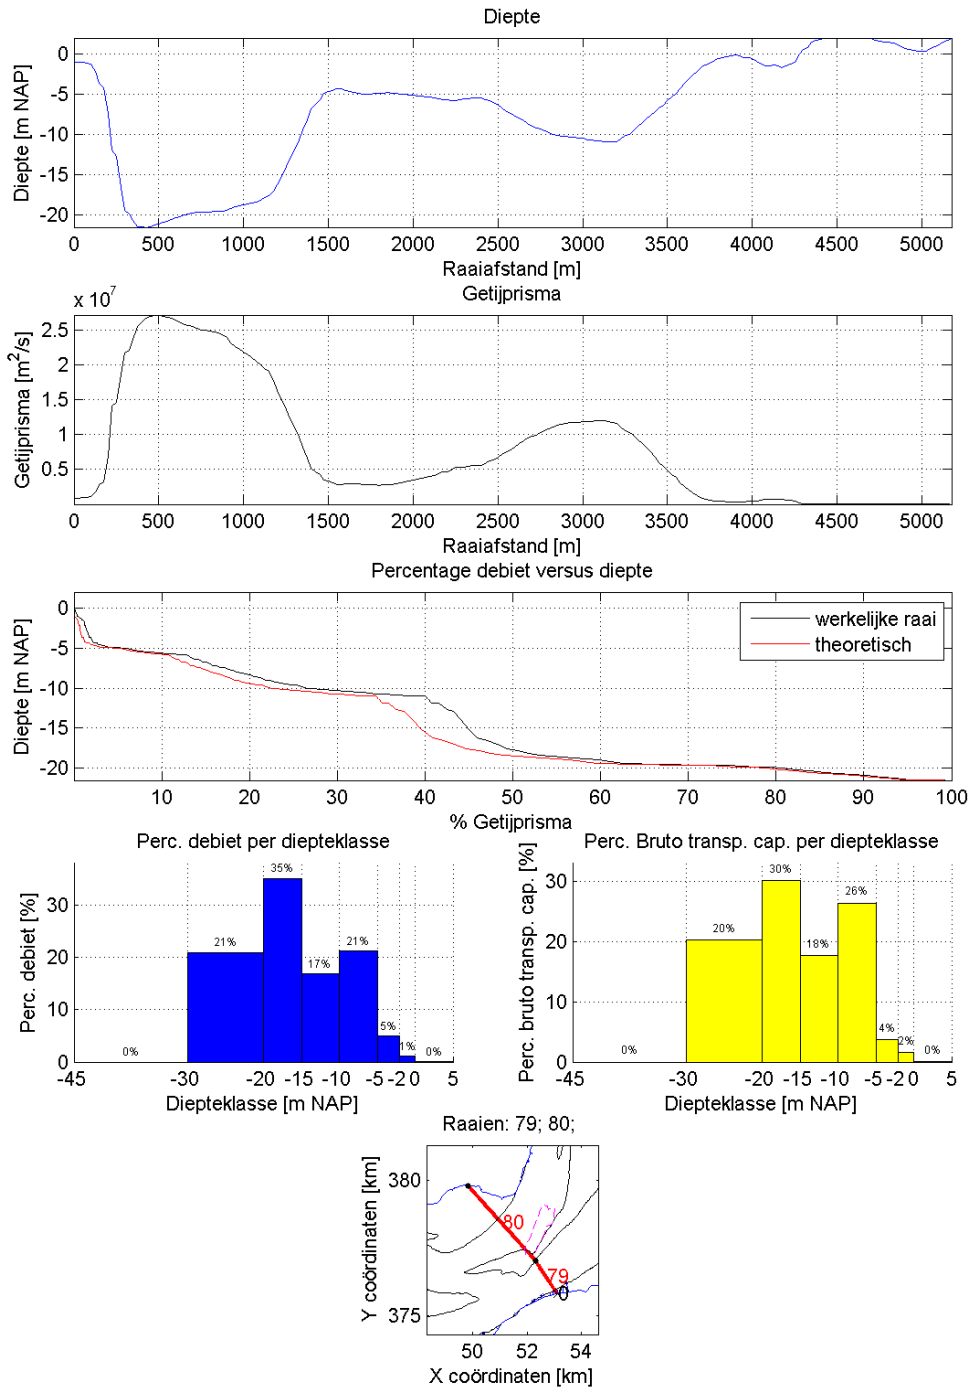 Diepte
Diepte [m NAP]
0
-5
-10
-15
-20
0 500 1000 1500 2000 2500 3000 3500 4000 4500 5000
Raaiafstand [m]
Getijprisma
x 10^7
Getijprisma [m^2/s]
2.5
2
1.5
1
0.5
0 500 1000 1500 2000 2500 3000 3500 4000 4500 5000
Raaiafstand [m]
Percentage debiet versus diepte
Diepte [m NAP]
0
-5
-10
-15
-20
werkelijke raai
theoretisch
10 20 30 40 50 60 70 80 90 100
% Getijprisma
Perc. debiet per diepteklasse
Perc. debiet [%]
30
20
10
0
0% 21% 35% 17% 21% 5% 1% 0%
-45 -30 -20 -15 -10 -5 -2 0 5
Diepteklasse [m NAP]
Perc. Bruto transp. cap. per diepteklasse
Perc. bruto transp. cap. [%]
30
20
10
0
0% 20% 30% 18% 26% 4% 2% 0%
-45 -30 -20 -15 -10 -5 -2 0 5
Diepteklasse [m NAP]
Raaien: 79; 80;
Y coördinaten [km]
380
375
80
79
0
50 52 54
X coördinaten [km]